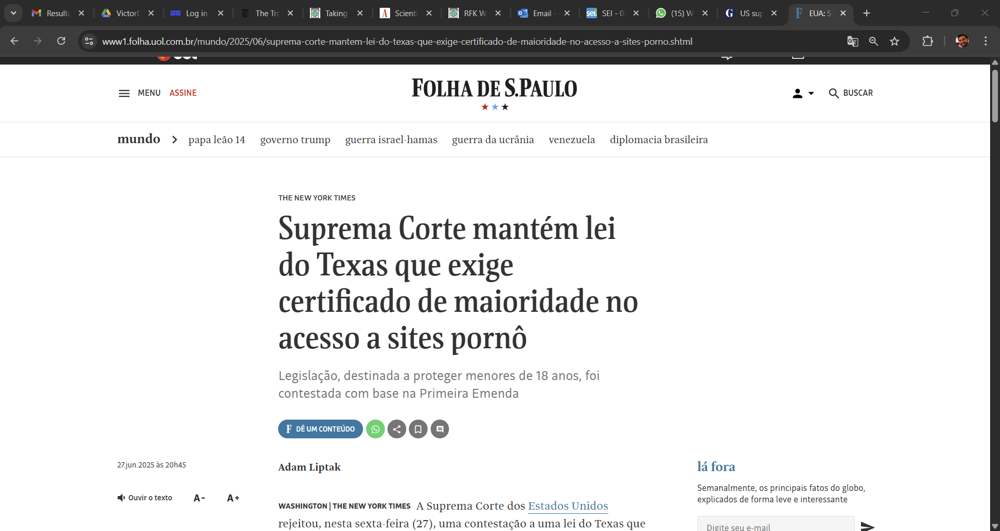 Resulta
VictorD
Log in
The Tro
Taking
Scienti
RFK W
Email -
SEI - 0
(15) W
US sup
EUA: S
www1.folha.uol.com.br/mundo/2025/06/suprema-corte-mantem-lei-do-texas-que-exige-certificado-de-maioridade-no-acesso-a-sites-porno.shtml
MENU ASSINE
FOLHA DE S.PAULO
BUSCAR
mundo papa leão 14 governo trump guerra israel-hamas guerra da ucrânia venezuela diplomacia brasileira
THE NEW YORK TIMES
Suprema Corte mantém lei
do Texas que exige
certificado de maioridade no
acesso a sites pornô
Legislação, destinada a proteger menores de 18 anos, foi
contestada com base na Primeira Emenda
F DÊ UM CONTEÚDO
27.jun.2025 às 20h45
Ouvir o texto A- A+
Adam Liptak
WASHINGTON | THE NEW YORK TIMES A Suprema Corte dos Estados Unidos
rejeitou, nesta sexta-feira (27), uma contestação a uma lei do Texas que
lá fora
Semanalmente, os principais fatos do globo,
explicados de forma leve e interessante
Digite seu e-mail